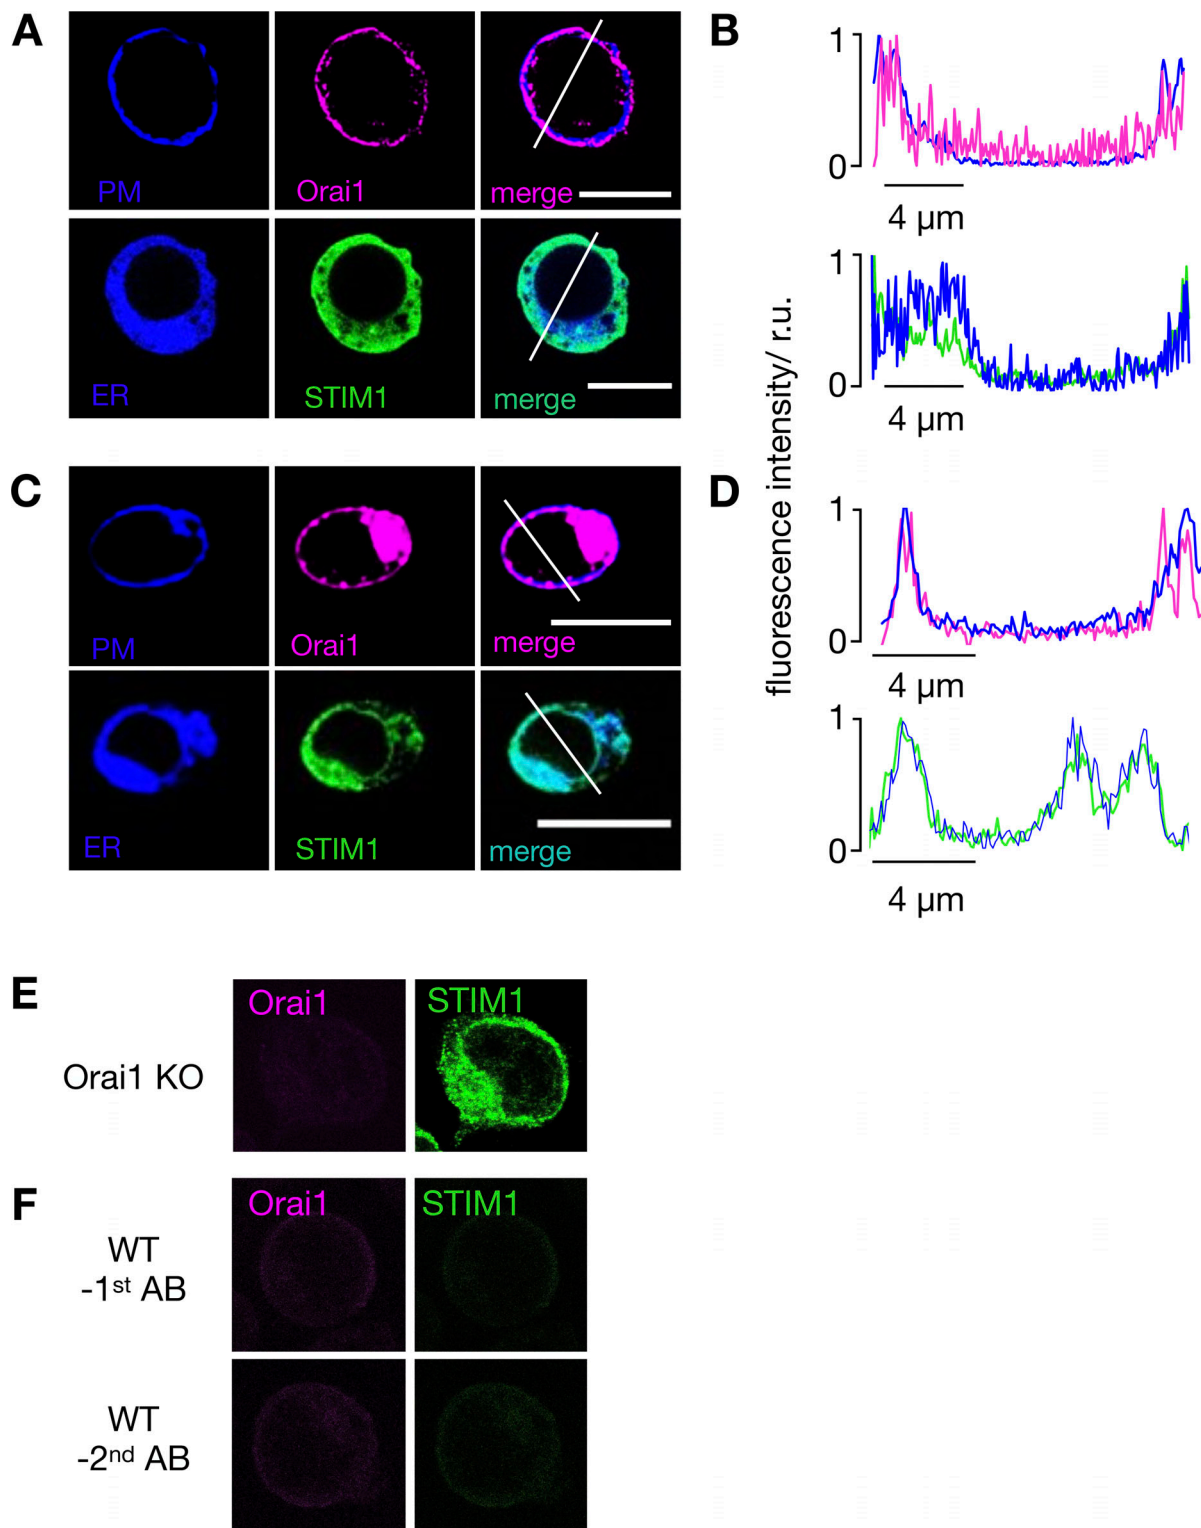 A
PM
Orai1
merge
ER
STIM1
merge
B
1
0
4 µm
1
0
4 µm
fluorescence intensity/ r.u.
C
PM
Orai1
merge
ER
STIM1
merge
D
1
0
4 µm
1
0
4 µm
E
Orai1 KO
Orai1
STIM1
F
WT
-1st AB
Orai1
STIM1
WT
-2nd AB